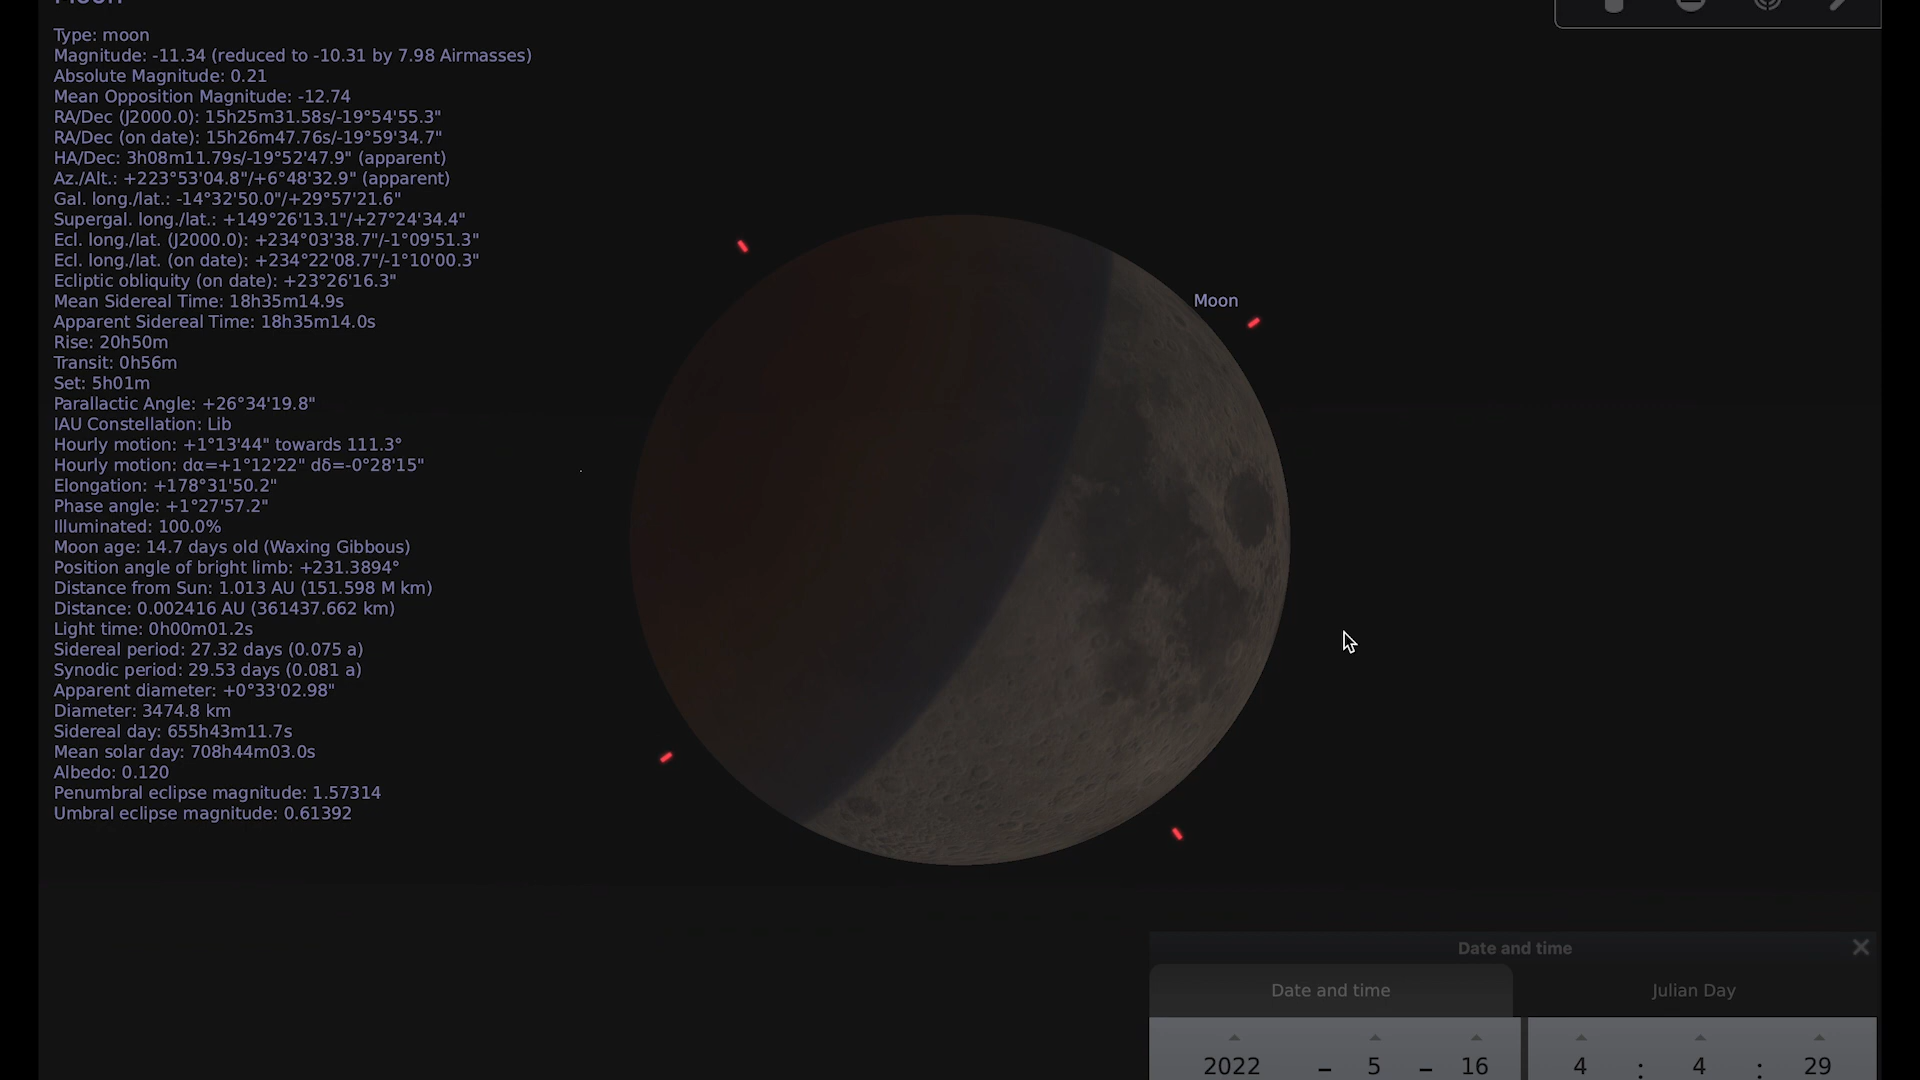 Moon
Type: moon
Magnitude: -11.34 (reduced to -10.31 by 7.98 Airmasses)
Absolute Magnitude: 0.21
Mean Opposition Magnitude: -12.74
RA/Dec (J2000.0): 15h25m31.58s/-19°54'55.3"
RA/Dec (on date): 15h26m47.76s/-19°59'34.7"
HA/Dec: 3h08m11.79s/-19°52'47.9" (apparent)
Az./Alt.: +223°53'04.8"/+6°48'32.9" (apparent)
Gal. long./lat.: -14°32'50.0"/+29°57'21.6"
Supergal. long./lat.: +149°26'13.1"/+27°24'34.4"
Ecl. long./lat. (J2000.0): +234°03'38.7"/-1°09'51.3"
Ecl. long./lat. (on date): +234°22'08.7"/-1°10'00.3"
Ecliptic obliquity (on date): +23°26'16.3"
Mean Sidereal Time: 18h35m14.9s
Apparent Sidereal Time: 18h35m14.0s
Rise: 20h50m
Transit: 0h56m
Set: 5h01m
Parallactic Angle: +26°34'19.8"
IAU Constellation: Lib
Hourly motion: +1°13'44" towards 111.3°
Hourly motion: dα=+1°12'22" dδ=-0°28'15"
Elongation: +178°31'50.2"
Phase angle: +1°27'57.2"
Illuminated: 100.0%
Moon age: 14.7 days old (Waxing Gibbous)
Position angle of bright limb: +231.3894°
Distance from Sun: 1.013 AU (151.598 M km)
Distance: 0.002416 AU (361437.662 km)
Light time: 0h00m01.2s
Sidereal period: 27.32 days (0.075 a)
Synodic period: 29.53 days (0.081 a)
Apparent diameter: +0°33'02.98"
Diameter: 3474.8 km
Sidereal day: 655h43m11.7s
Mean solar day: 708h44m03.0s
Albedo: 0.120
Penumbral eclipse magnitude: 1.57314
Umbral eclipse magnitude: 0.61392
Moon
Date and time
Date and time Julian Day
2022 - 5 - 16 4 : 4 : 29